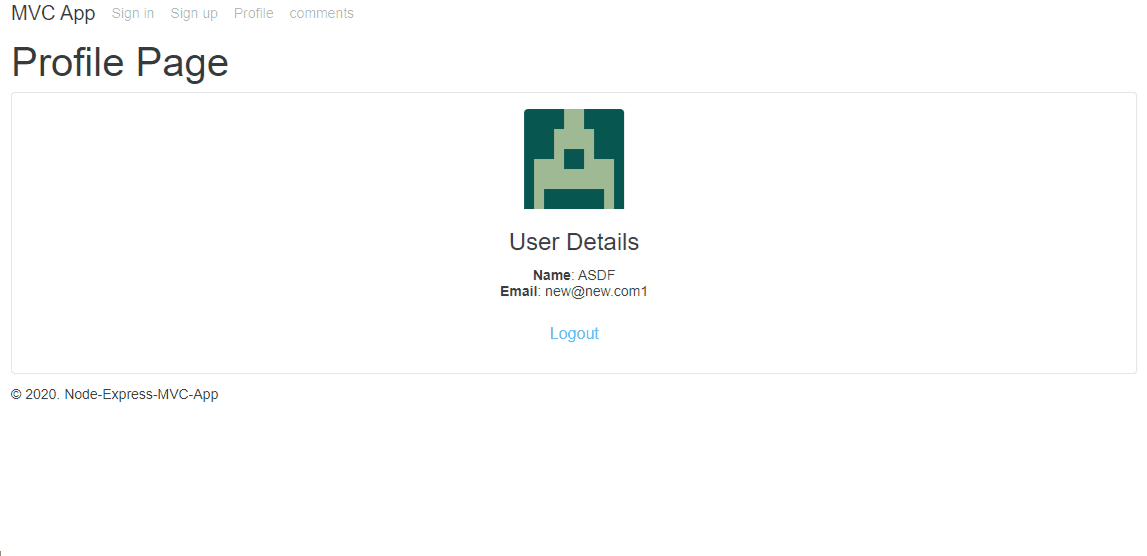 MVC App Sign in Sign up Profile comments
Profile Page
User Details
Name: ASDF
Email: new@new.com1
Logout
© 2020. Node-Express-MVC-App